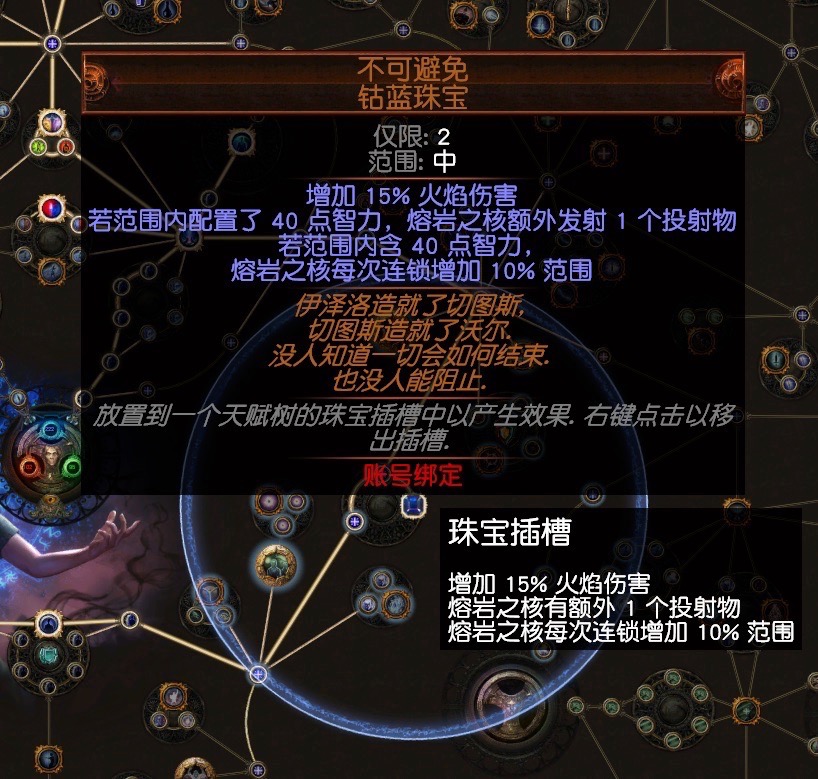 不可避免
钴蓝珠宝
仅限: 2
范围: 中
增加 15% 火焰伤害
若范围内配置了 40 点智力，熔岩之核额外发射 1 个投射物
若范围内含 40 点智力，
熔岩之核每次连锁增加 10% 范围
伊泽洛造就了切图斯,
切图斯造就了沃尔.
没人知道一切会如何结束.
也没人能阻止.
放置到一个天赋树的珠宝插槽中以产生效果. 右键点击以移
出插槽.
账号绑定
珠宝插槽
增加 15% 火焰伤害
熔岩之核有额外 1 个投射物
熔岩之核每次连锁增加 10% 范围